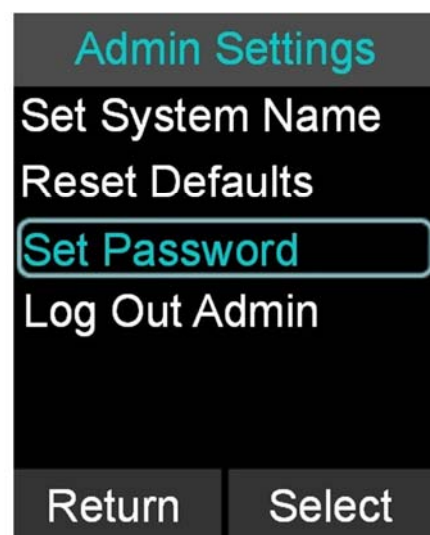 Admin Settings
Set System Name
Reset Defaults
Set Password
Log Out Admin
Return Select